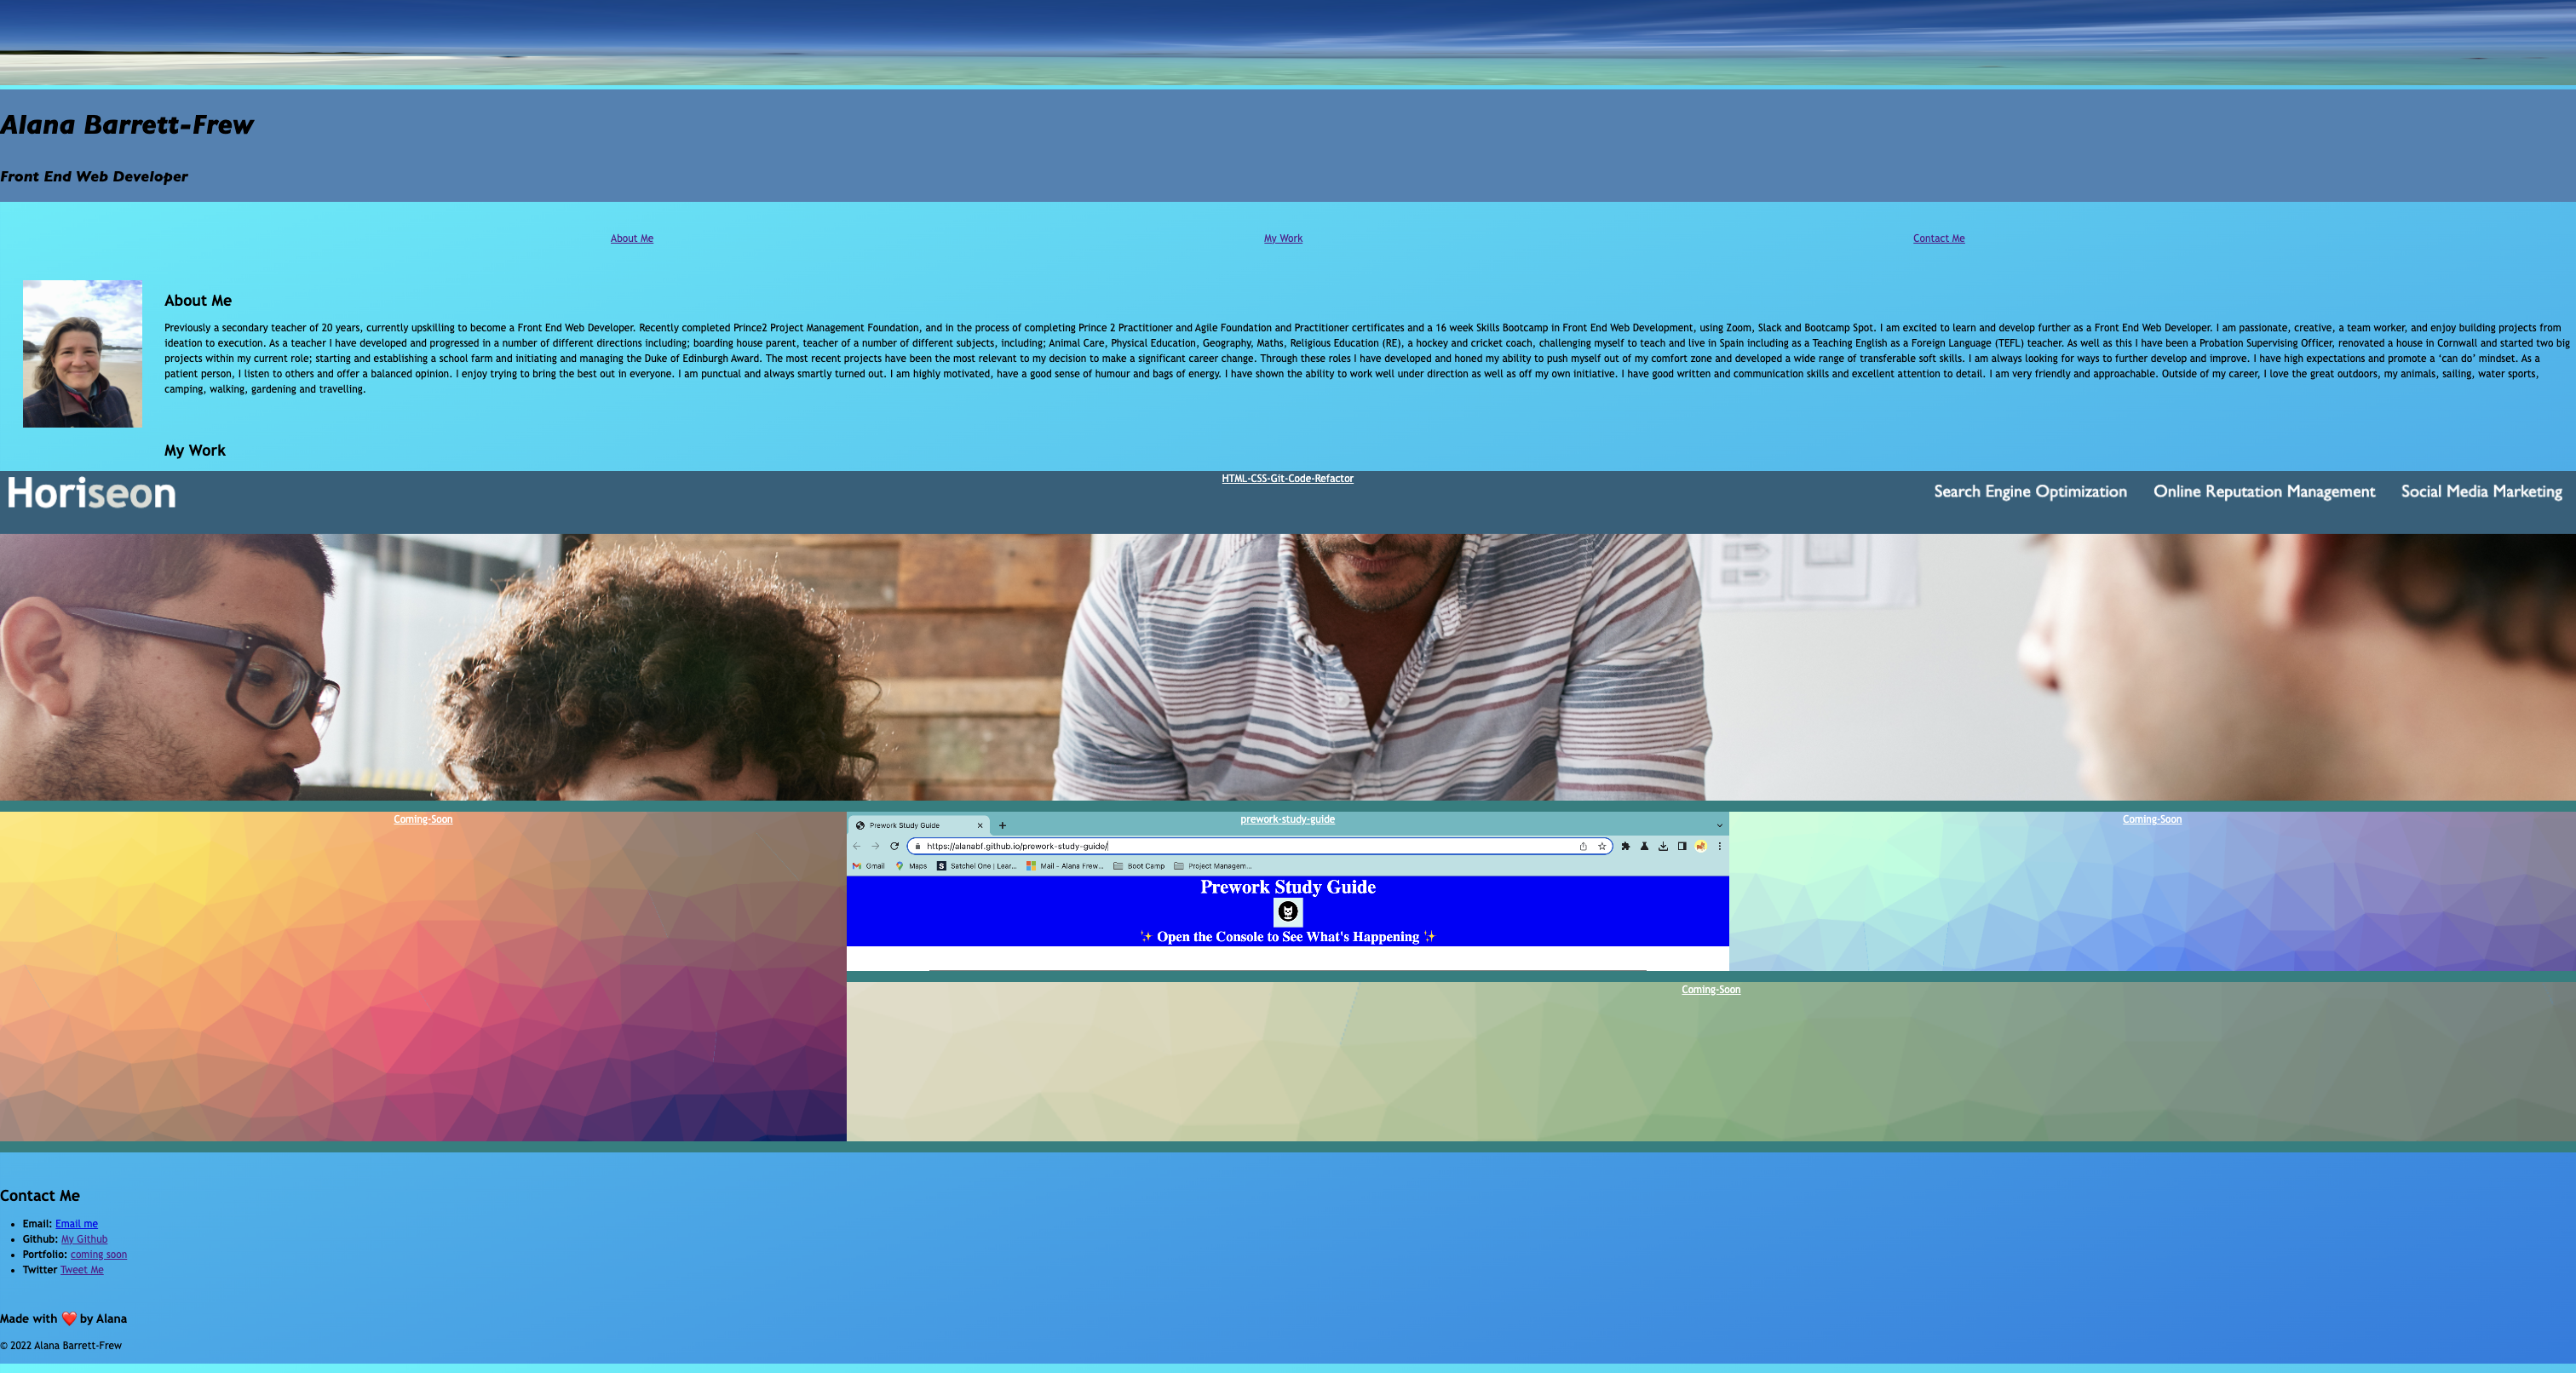 Alana Barrett-Frew
Front End Web Developer
About Me
My Work
Contact Me
About Me
Previously a secondary teacher of 20 years, currently upskilling to become a Front End Web Developer. Recently completed Prince2 Project Management Foundation, and in the process of completing Prince 2 Practitioner and Agile Foundation and Practitioner certificates and a 16 week Skills Bootcamp in Front End Web Development, using Zoom, Slack and Bootcamp Spot. I am excited to learn and develop further as a Front End Web Developer. I am passionate, creative, a team worker, and enjoy building projects from
ideation to execution. As a teacher I have developed and progressed in a number of different directions including; boarding house parent, teacher of a number of different subjects, including; Animal Care, Physical Education, Geography, Maths, Religious Education (RE), a hockey and cricket coach, challenging myself to teach and live in Spain including as a Teaching English as a Foreign Language (TEFL) teacher. As well as this I have been a Probation Supervising Officer, renovated a house in Cornwall and started two big
projects within my current role; starting and establishing a school farm and initiating and managing the Duke of Edinburgh Award. The most recent projects have been the most relevant to my decision to make a significant career change. Through these roles I have developed and honed my ability to push myself out of my comfort zone and developed a wide range of transferable soft skills. I am always looking for ways to further develop and improve. I have high expectations and promote a ‘can do’ mindset. As a
patient person, I listen to others and offer a balanced opinion. I enjoy trying to bring the best out in everyone. I am punctual and always smartly turned out. I am highly motivated, have a good sense of humour and bags of energy. I have shown the ability to work well under direction as well as off my own initiative. I have good written and communication skills and excellent attention to detail. I am very friendly and approachable. Outside of my career, I love the great outdoors, my animals, sailing, water sports,
camping, walking, gardening and travelling.
My Work
Horiseon
HTML-CSS-Git-Code-Refactor
Search Engine Optimization
Online Reputation Management
Social Media Marketing
Coming-Soon
prework-study-guide
Coming-Soon
Prework Study Guide
https://alanabf.github.io/prework-study-guide/
Gmail
Maps
Satchel One | Lear...
Mail - Alana Frew...
Boot Camp
Project Managem...
Prework Study Guide
✨ Open the Console to See What's Happening ✨
Coming-Soon
Contact Me
• Email: Email me
• Github: My Github
• Portfolio: coming soon
• Twitter Tweet Me
Made with ❤️ by Alana
© 2022 Alana Barrett-Frew